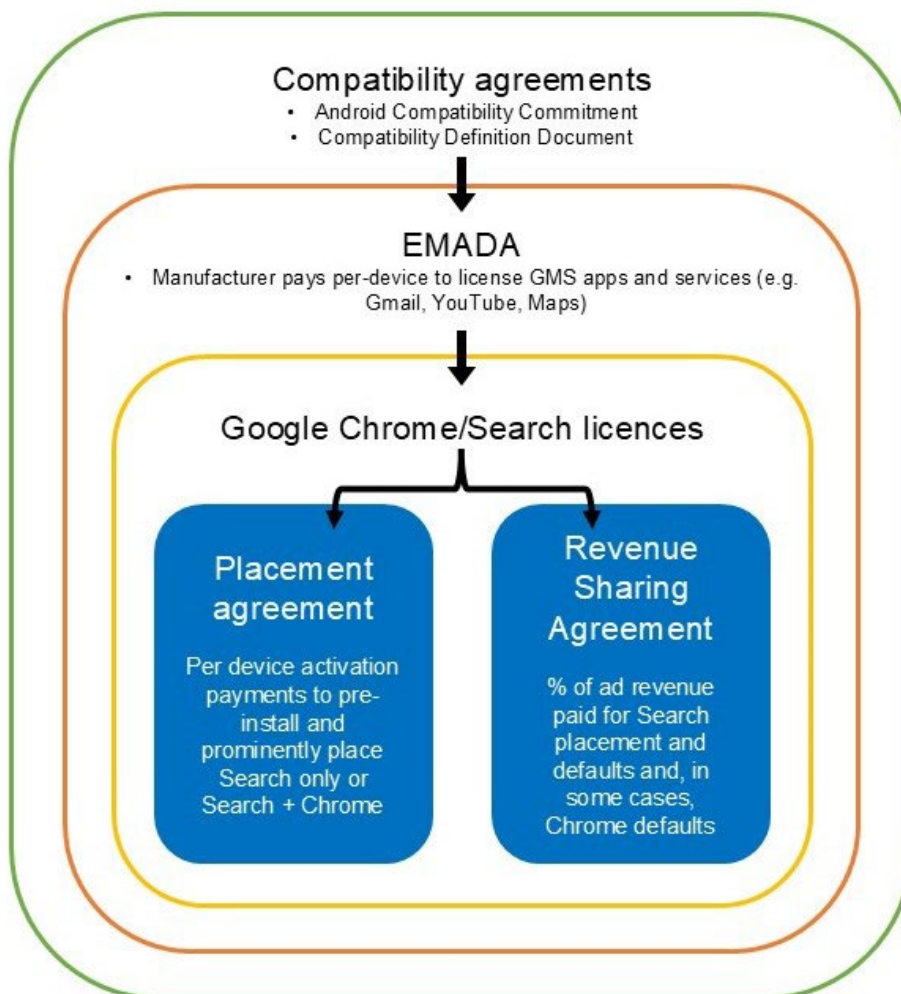 Compatibility agreements
• Android Compatibility Commitment
• Compatibility Definition Document
EMADA
• Manufacturer pays per-device to license GMS apps and services (e.g.
Gmail, YouTube, Maps)
Google Chrome/Search licences
Placement
agreement
Per device activation
payments to pre-
install and
prominently place
Search only or
Search + Chrome
Revenue
Sharing
Agreement
% of ad revenue
paid for Search
placement and
defaults and, in
some cases,
Chrome defaults